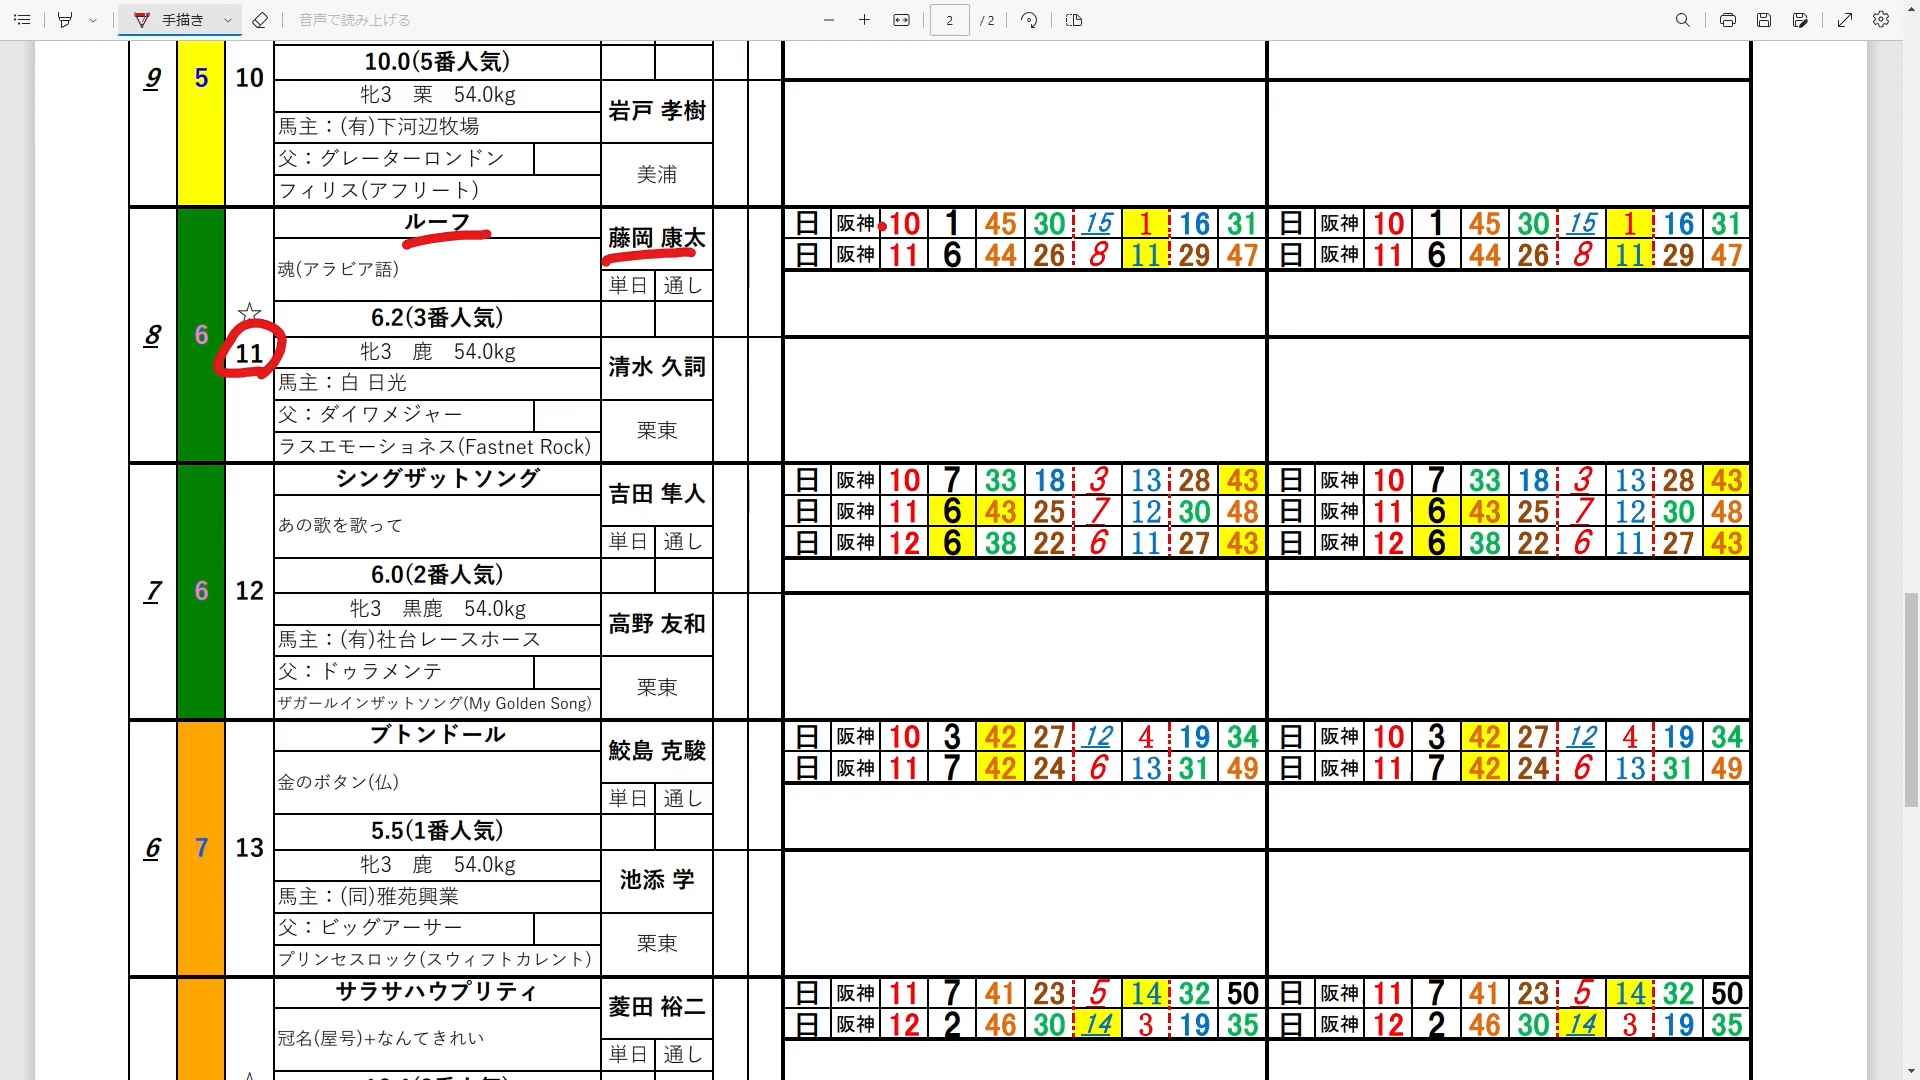 手描き 音声で読み上げる 2 / 2
9 5 10
10.0(5番人気)
牝3 栗 54.0kg
岩戸 孝樹
馬主：(有)下河辺牧場
父：グレーターロンドン
美浦
フィリス(アフリート)
8 6 ☆ 11
ルーフ
藤岡 康太
日 阪神 10 1 45 30 15 1 16 31 日 阪神 10 1 45 30 15 1 16 31
日 阪神 11 6 44 26 8 11 29 47 日 阪神 11 6 44 26 8 11 29 47
魂(アラビア語)
単日 通し
6.2(3番人気)
牝3 鹿 54.0kg
清水 久詞
馬主：白 日光
父：ダイワメジャー
栗東
ラスエモーショネス(Fastnet Rock)
7 6 12
シングザットソング
吉田 隼人
日 阪神 10 7 33 18 3 13 28 43 日 阪神 10 7 33 18 3 13 28 43
日 阪神 11 6 43 25 7 12 30 48 日 阪神 11 6 43 25 7 12 30 48
日 阪神 12 6 38 22 6 11 27 43 日 阪神 12 6 38 22 6 11 27 43
あの歌を歌って
単日 通し
6.0(2番人気)
牝3 黒鹿 54.0kg
高野 友和
馬主：(有)社台レースホース
父：ドゥラメンテ
栗東
ザガールインザットソング(My Golden Song)
6 7 13
ブトンドール
鮫島 克駿
日 阪神 10 3 42 27 12 4 19 34 日 阪神 10 3 42 27 12 4 19 34
日 阪神 11 7 42 24 6 13 31 49 日 阪神 11 7 42 24 6 13 31 49
金のボタン(仏)
単日 通し
5.5(1番人気)
牝3 鹿 54.0kg
池添 学
馬主：(同)雅苑興業
父：ビッグアーサー
栗東
プリンセスロック(スウィフトカレント)
サラサハウプリティ
菱田 裕二
日 阪神 11 7 41 23 5 14 32 50 日 阪神 11 7 41 23 5 14 32 50
日 阪神 12 2 46 30 14 3 19 35 日 阪神 12 2 46 30 14 3 19 35
冠名(屋号)+なんてきれい
単日 通し